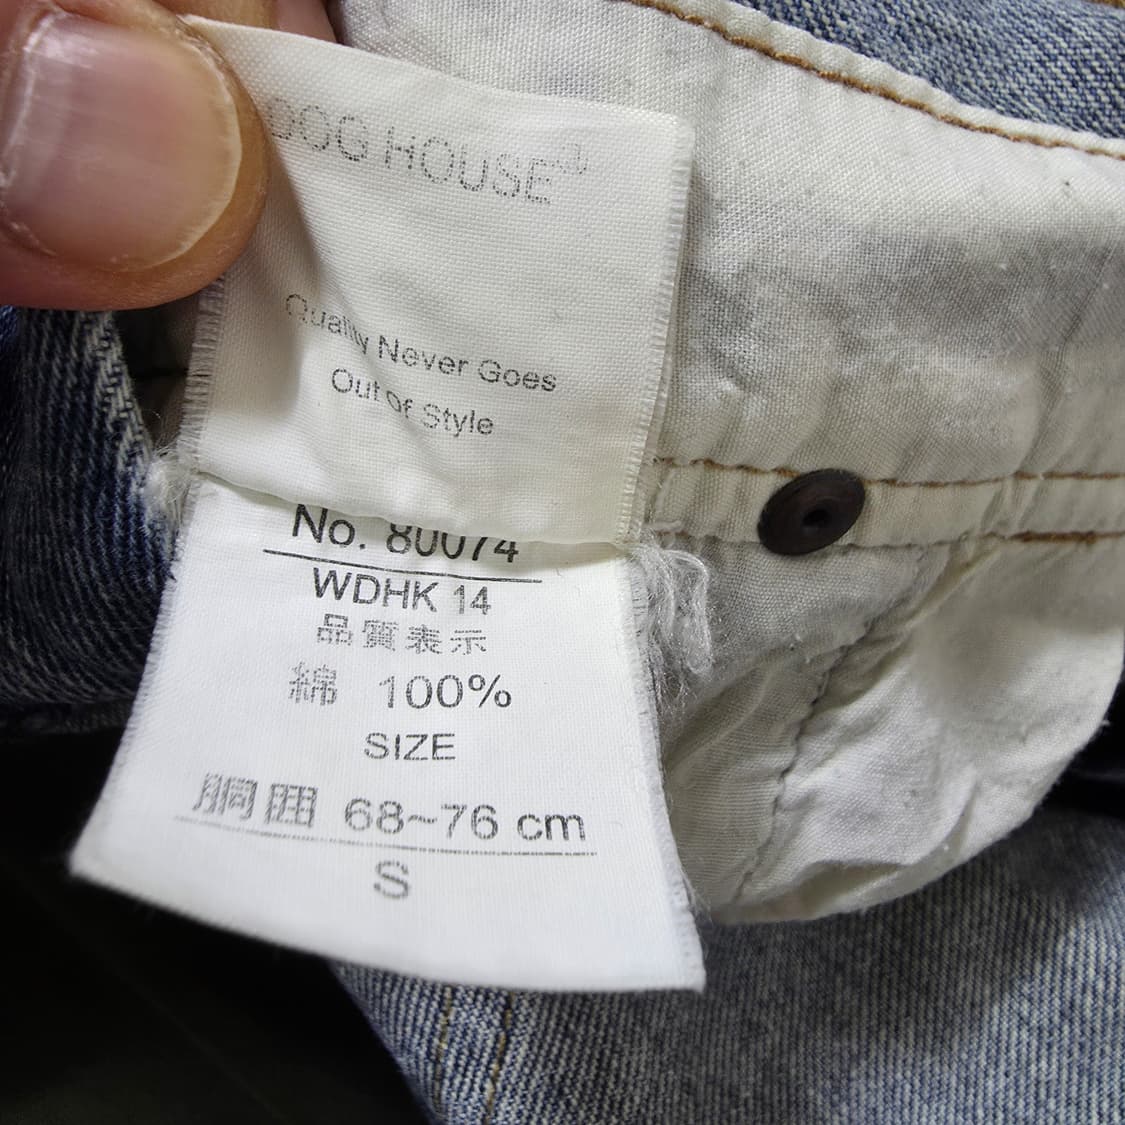 DOG HOUSE
Quality Never Goes
Out of Style
No. 80074
WDHK 14
品質表示
綿 100%
SIZE
胴囲 68~76 cm
S